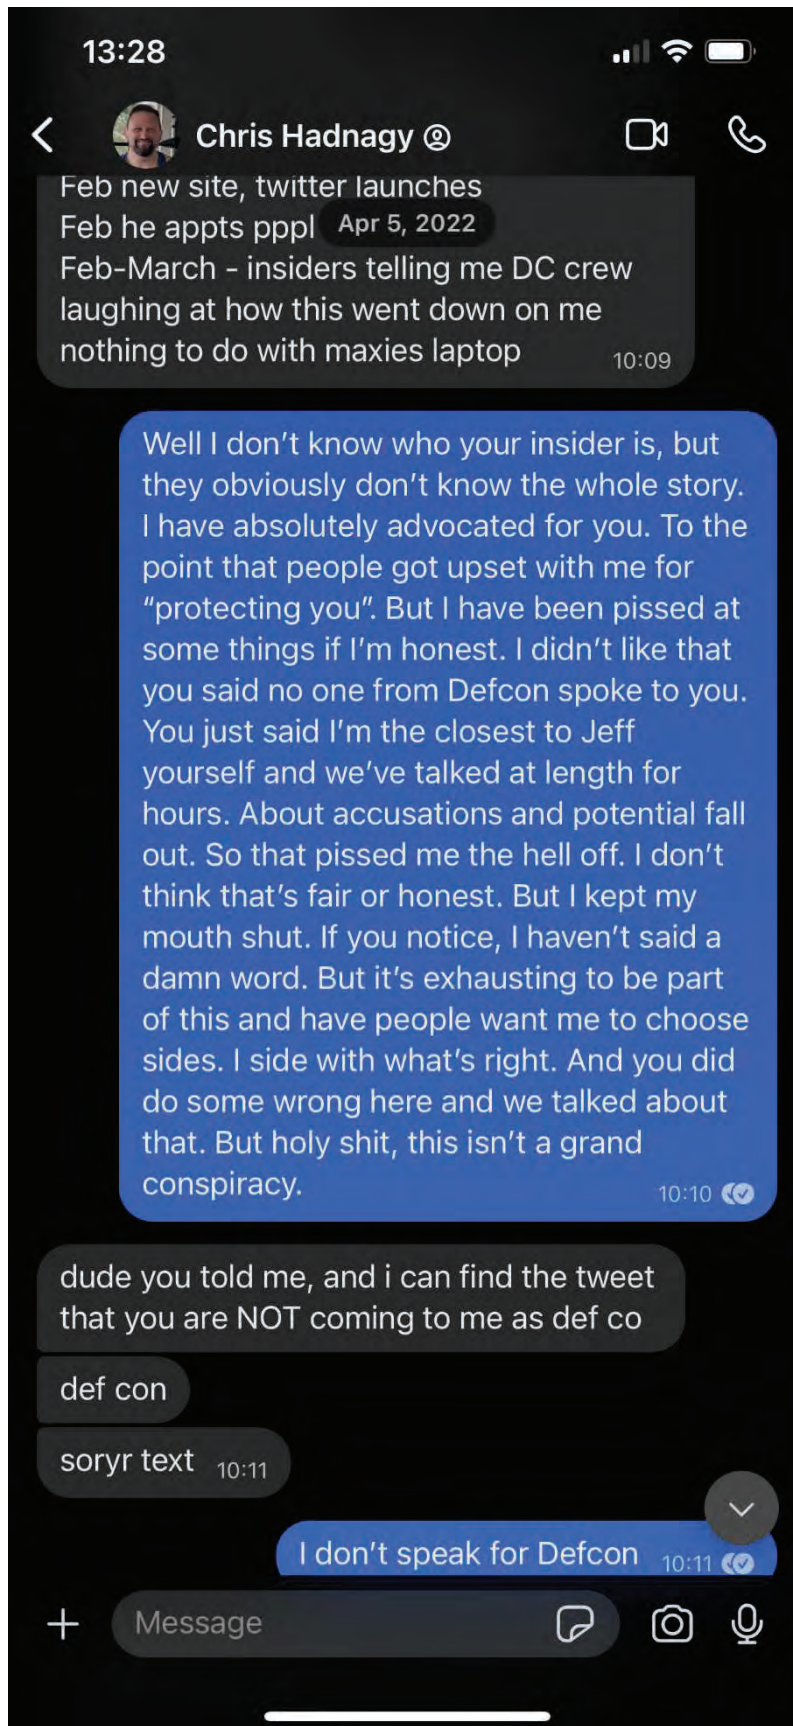 13:28
Chris Hadnagy
Feb new site, twitter launches
Feb he appts pppl
Apr 5, 2022
Feb-March - insiders telling me DC crew
laughing at how this went down on me
nothing to do with maxies laptop
10:09
Well I don’t know who your insider is, but
they obviously don’t know the whole story.
I have absolutely advocated for you. To the
point that people got upset with me for
“protecting you”. But I have been pissed at
some things if I’m honest. I didn’t like that
you said no one from Defcon spoke to you.
You just said I’m the closest to Jeff
yourself and we’ve talked at length for
hours. About accusations and potential fall
out. So that pissed me the hell off. I don’t
think that’s fair or honest. But I kept my
mouth shut. If you notice, I haven’t said a
damn word. But it’s exhausting to be part
of this and have people want me to choose
sides. I side with what’s right. And you did
do some wrong here and we talked about
that. But holy shit, this isn’t a grand
conspiracy.
10:10
dude you told me, and i can find the tweet
that you are NOT coming to me as def co
def con
soryr text
10:11
I don’t speak for Defcon
10:11
Message